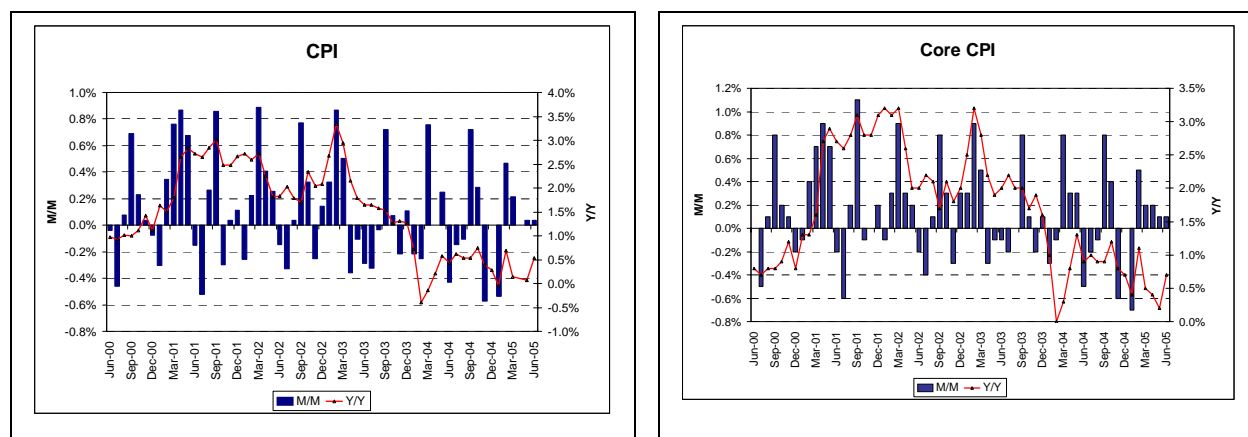 CPI
1.0%
0.8%
0.6%
0.4%
0.2%
0.0%
-0.2%
-0.4%
-0.6%
-0.8%
M/M
4.0%
3.5%
3.0%
2.5%
2.0%
1.5%
1.0%
0.5%
0.0%
-0.5%
-1.0%
Y/Y
Jun-00
Sep-00
Dec-00
Mar-01
Jun-01
Sep-01
Dec-01
Mar-02
Jun-02
Sep-02
Dec-02
Mar-03
Jun-03
Sep-03
Dec-03
Mar-04
Jun-04
Sep-04
Dec-04
Mar-05
Jun-05
M/M Y/Y
Core CPI
1.2%
1.0%
0.8%
0.6%
0.4%
0.2%
0.0%
-0.2%
-0.4%
-0.6%
-0.8%
M/M
3.5%
3.0%
2.5%
2.0%
1.5%
1.0%
0.5%
0.0%
Y/Y
Jun-00
Sep-00
Dec-00
Mar-01
Jun-01
Sep-01
Dec-01
Mar-02
Jun-02
Sep-02
Dec-02
Mar-03
Jun-03
Sep-03
Dec-03
Mar-04
Jun-04
Sep-04
Dec-04
Mar-05
Jun-05
M/M Y/Y